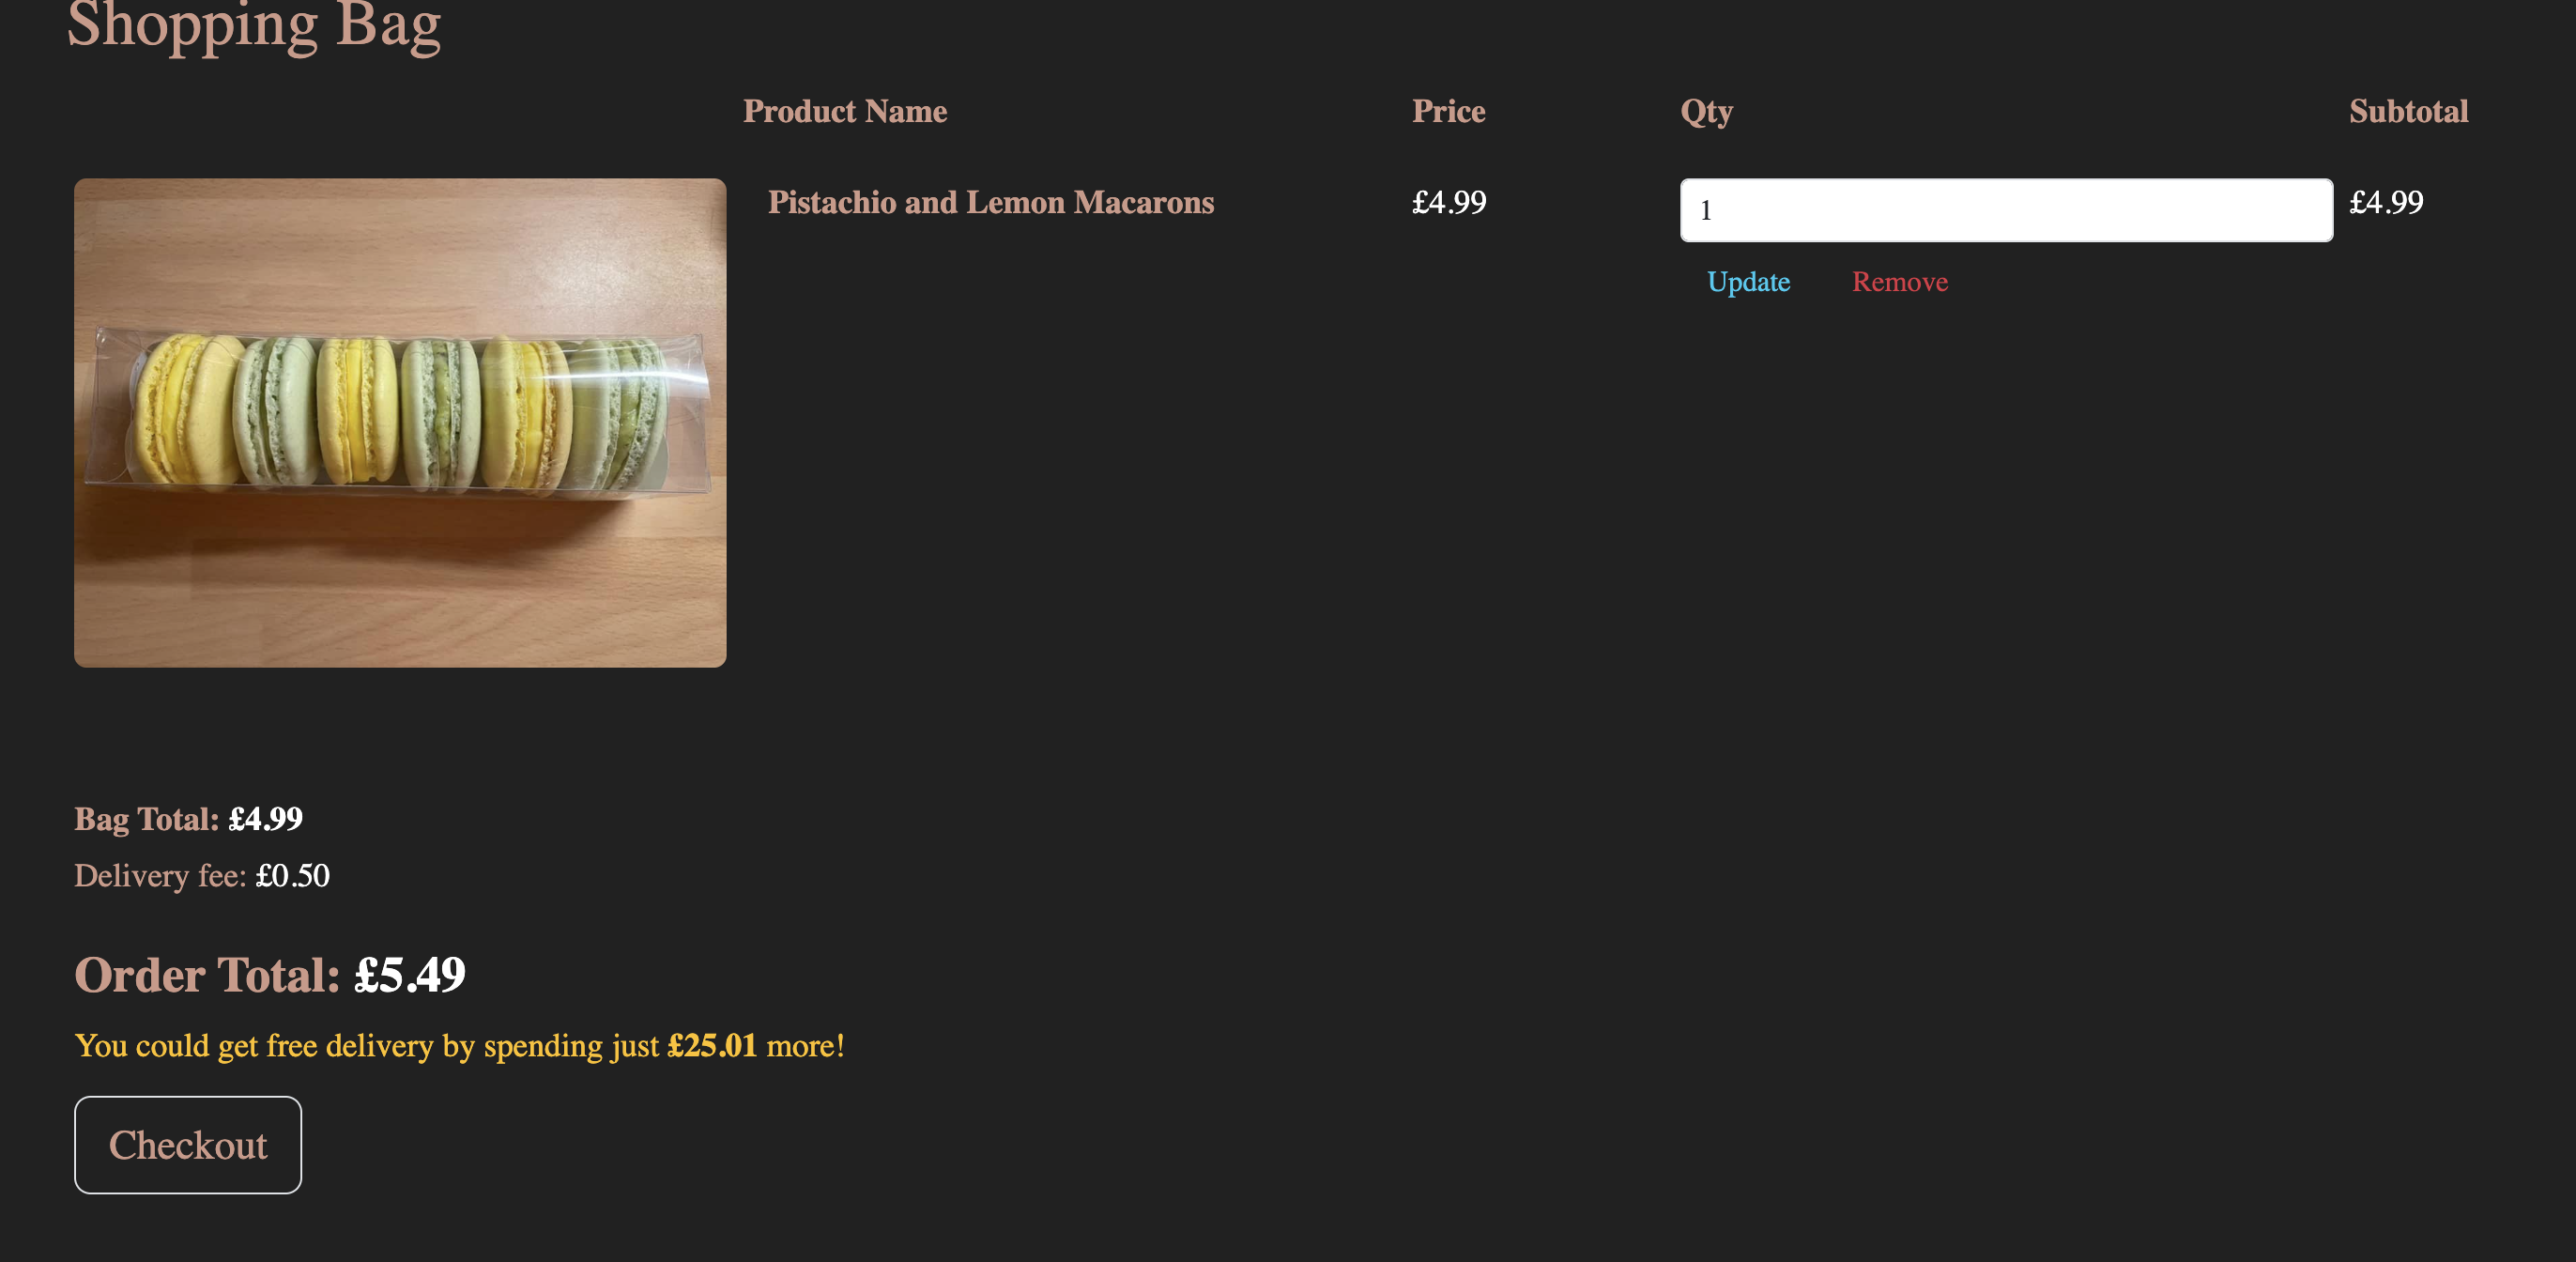 Shopping Bag
Product Name Price Qty Subtotal
Pistachio and Lemon Macarons £4.99 1 £4.99
Update Remove
Bag Total: £4.99
Delivery fee: £0.50
Order Total: £5.49
You could get free delivery by spending just £25.01 more!
Checkout